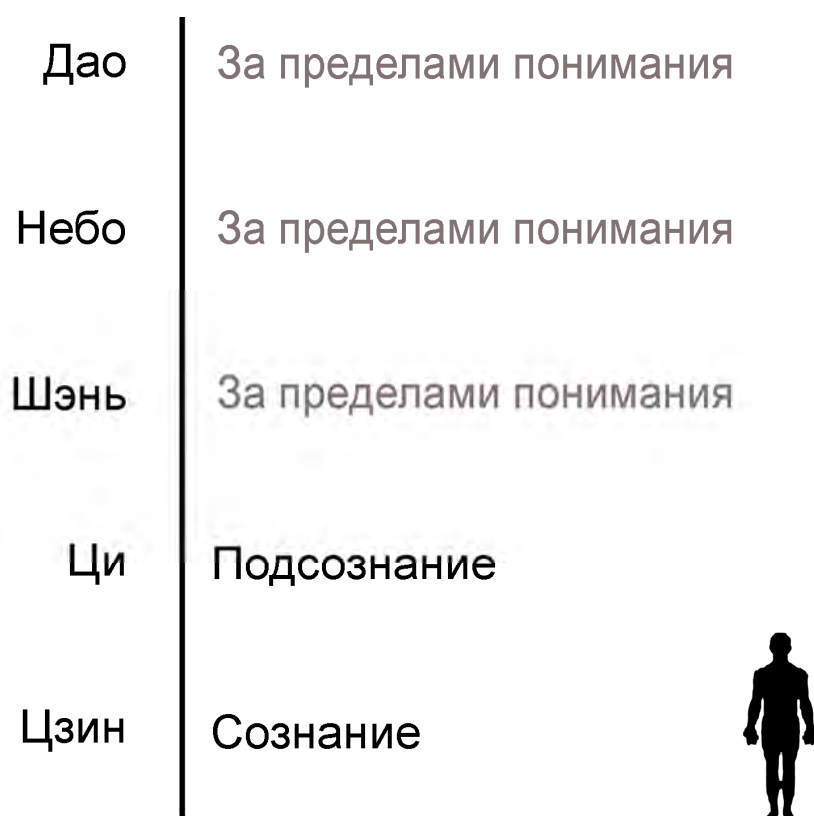 Дао За пределами понимания
Небо За пределами понимания
Шэнь За пределами понимания
Ци Подсознание
Цзин Сознание